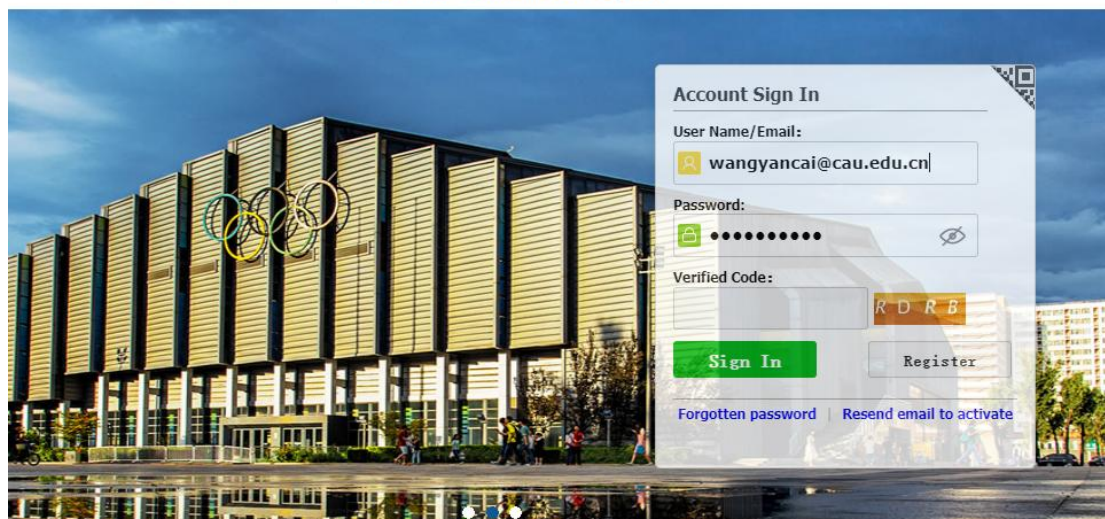 Account Sign In
User Name/Email:
wangyancai@cau.edu.cn
Password:
••••••••••
Verified Code:
R D R B
Sign In
Register
Forgotten password | Resend email to activate